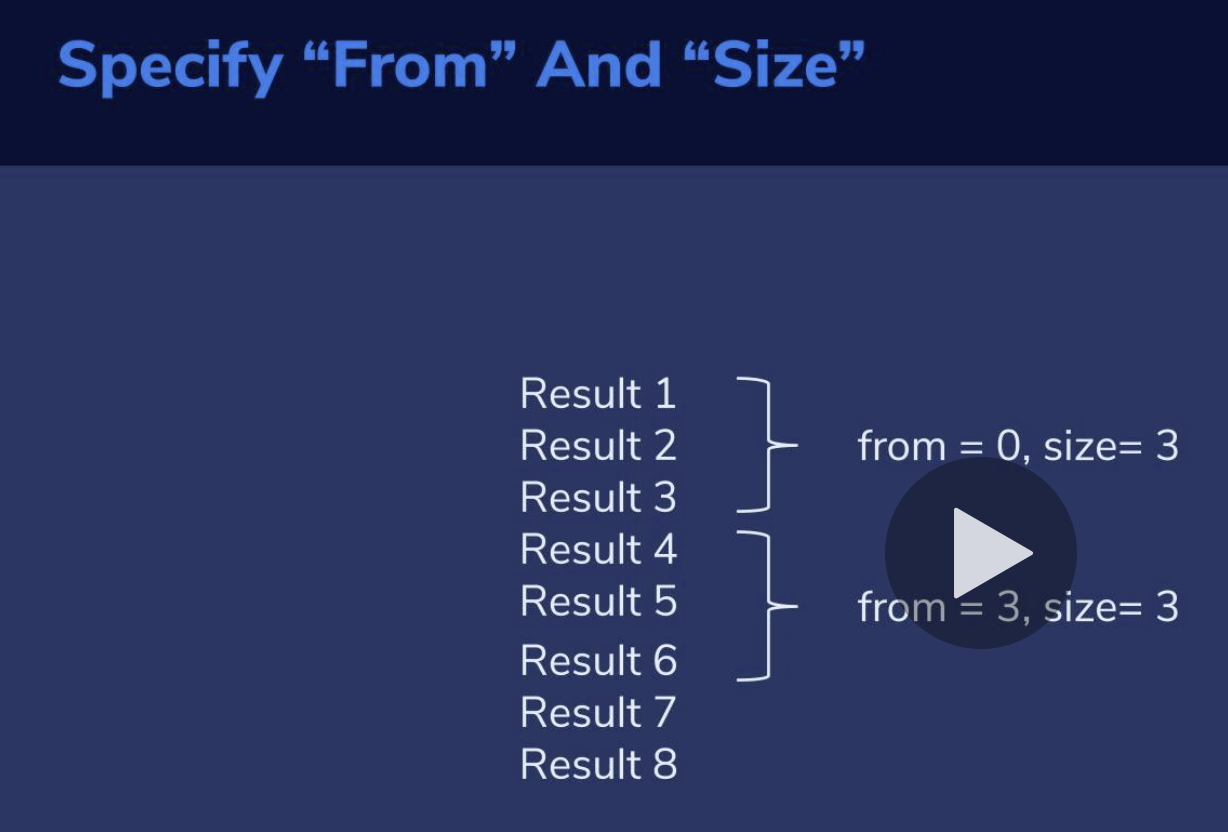 Specify “From” And “Size”
Result 1
Result 2
Result 3
from = 0, size= 3
Result 4
Result 5
Result 6
from = 3, size= 3
Result 7
Result 8